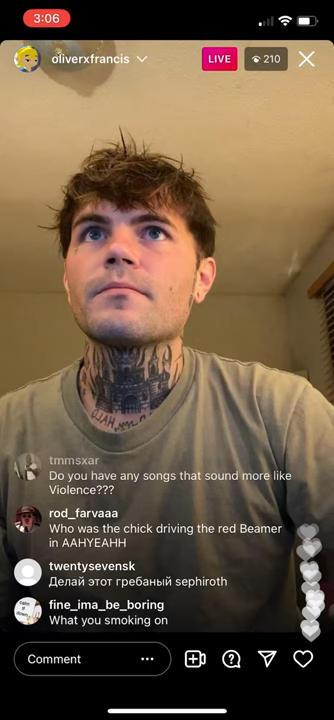 3:06
oliverxfrancis
LIVE
210
tmmsxar
Do you have any songs that sound more like
Violence???
rod_farvaaa
Who was the chick driving the red Beamer
in AAHYEAHH
twentysevensk
Делай этот гребаный sephiroth
fine_ima_be_boring
What you smoking on
Comment